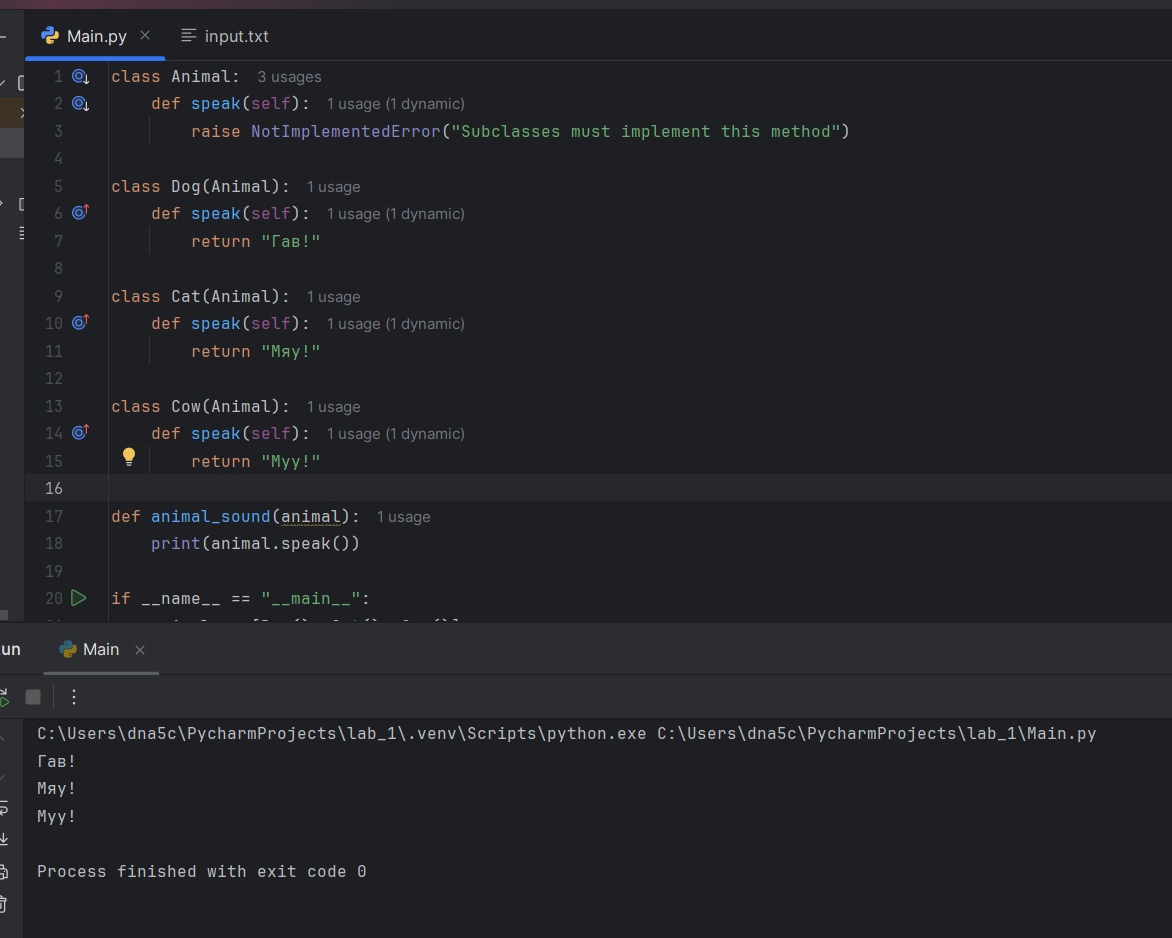 Main.py
input.txt
1 class Animal: 3 usages
2 def speak(self): 1 usage (1 dynamic)
3 raise NotImplementedError("Subclasses must implement this method")
4
5 class Dog(Animal): 1 usage
6 def speak(self): 1 usage (1 dynamic)
7 return "Гав!"
8
9 class Cat(Animal): 1 usage
10 def speak(self): 1 usage (1 dynamic)
11 return "Мяу!"
12
13 class Cow(Animal): 1 usage
14 def speak(self): 1 usage (1 dynamic)
15 return "Муу!"
16
17 def animal_sound(animal): 1 usage
18 print(animal.speak())
19
20 if __name__ == "__main__":
un
Main
C:\Users\dna5c\PycharmProjects\lab_1\.venv\Scripts\python.exe C:\Users\dna5c\PycharmProjects\lab_1\Main.py
Гав!
Мяу!
Муу!
Process finished with exit code 0